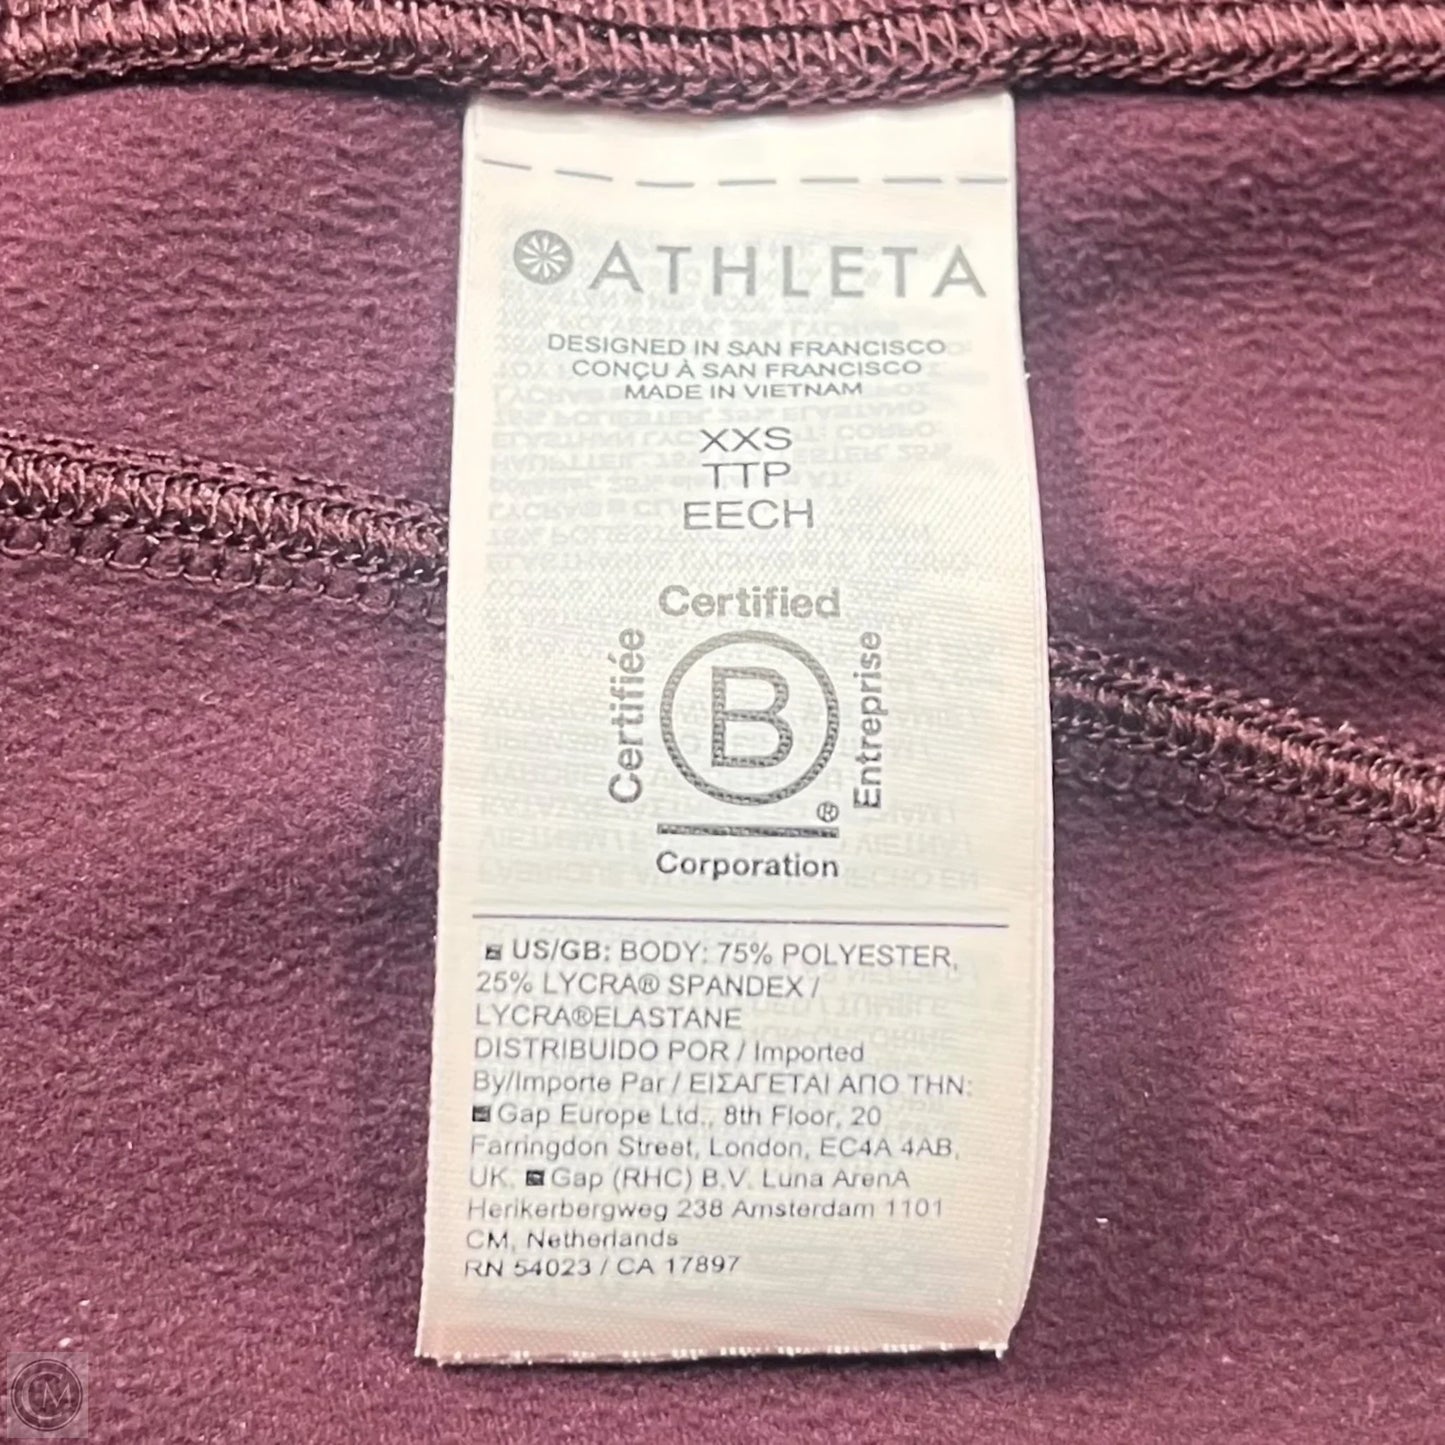 ATHLETA
DESIGNED IN SAN FRANCISCO
CONÇU À SAN FRANCISCO
MADE IN VIETNAM
XXS
TTP
EECH
Certified
Certifiée
B
Entreprise
®
Corporation
US/GB: BODY: 75% POLYESTER,
25% LYCRA® SPANDEX /
LYCRA®ELASTANE
DISTRIBUIDO POR / Imported
By/Importe Par / ΕΙΣΑΓΕΤΑΙ ΑΠΟ ΤΗΝ:
Gap Europe Ltd., 8th Floor, 20
Farringdon Street, London, EC4A 4AB,
UK. Gap (RHC) B.V. Luna ArenA
Herikerbergweg 238 Amsterdam 1101
CM, Netherlands
RN 54023 / CA 17897
CM